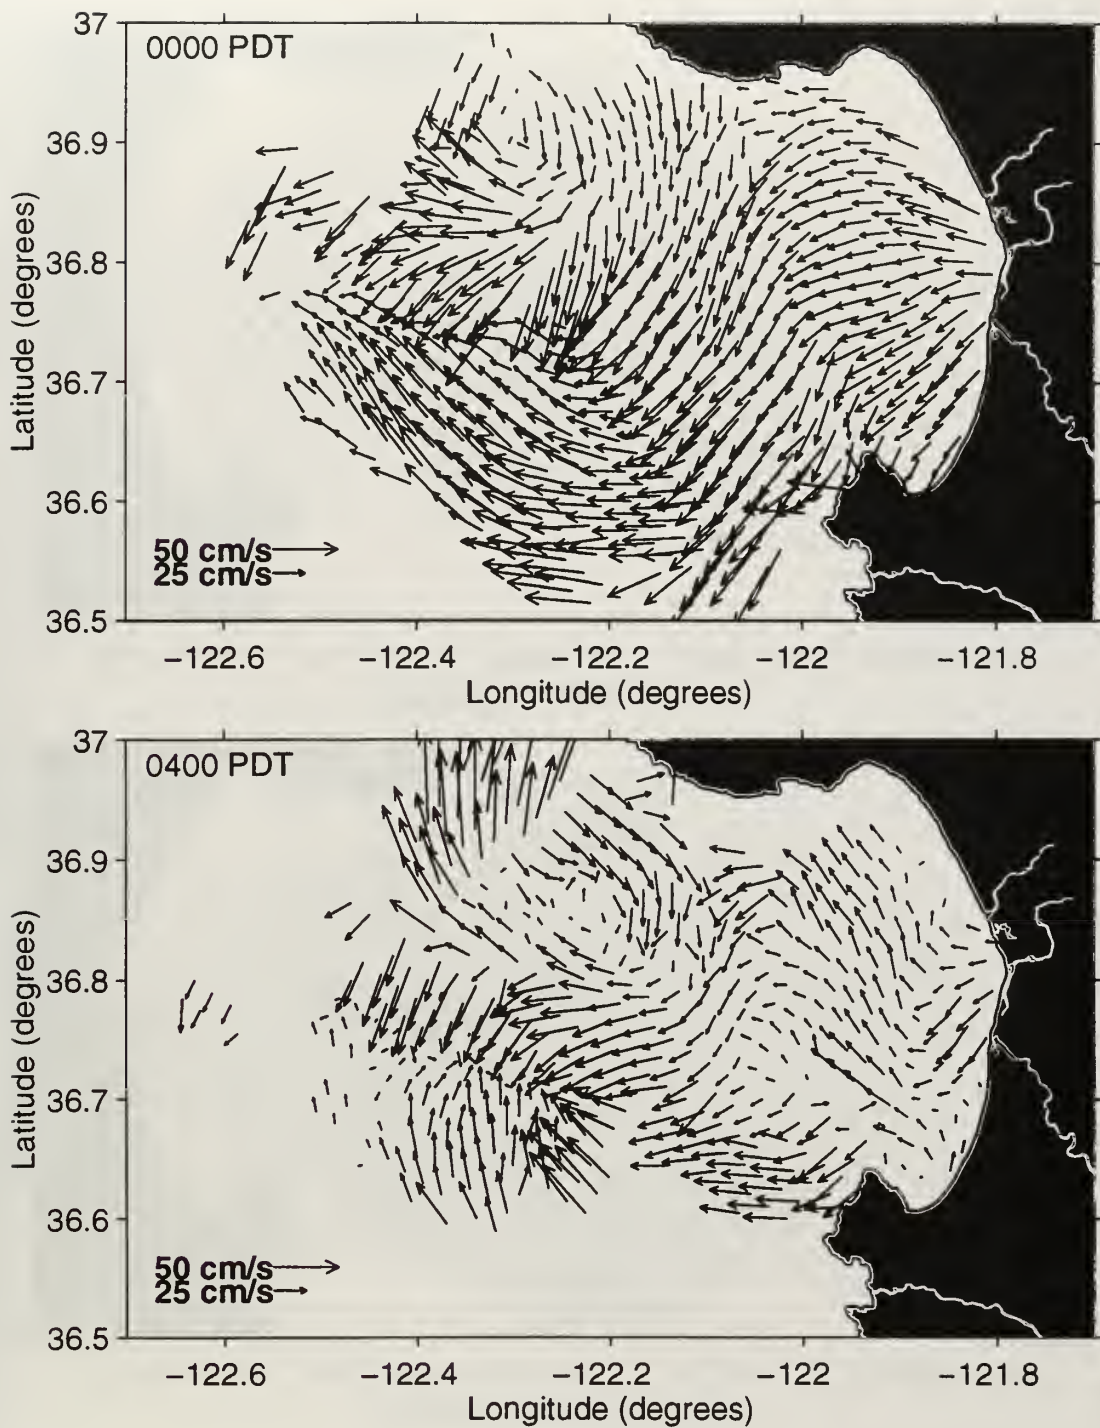 37
0000 PDT
36.9
36.8
36.7
36.6
36.5
Latitude (degrees)
50 cm/s
25 cm/s
−122.6
−122.4
−122.2
−122
−121.8
Longitude (degrees)
37
0400 PDT
36.9
36.8
36.7
36.6
36.5
Latitude (degrees)
50 cm/s
25 cm/s
−122.6
−122.4
−122.2
−122
−121.8
Longitude (degrees)